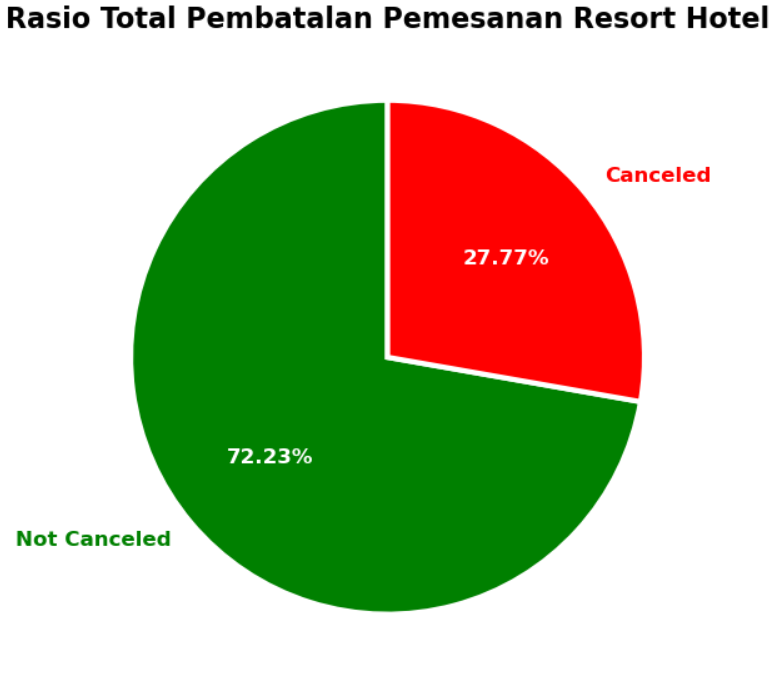 Rasio Total Pembatalan Pemesanan Resort Hotel
Canceled
27.77%
72.23%
Not Canceled